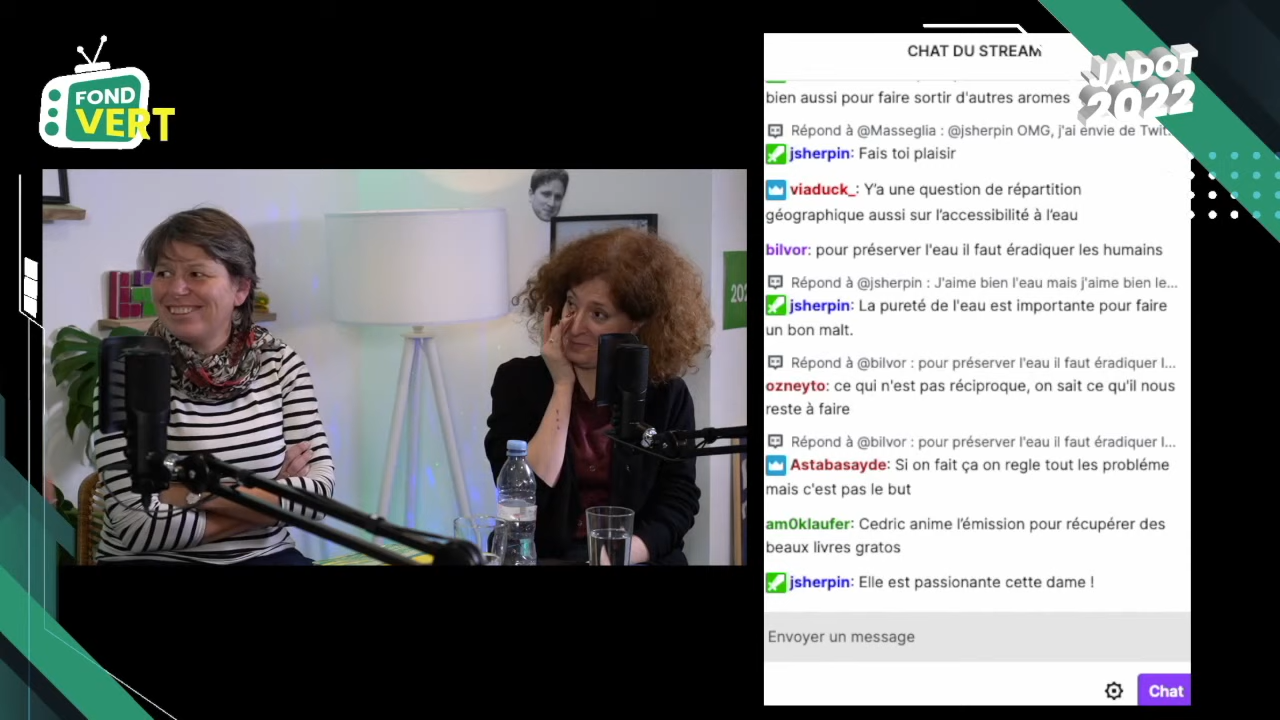 FOND
VERT
CHAT DU STREAM
JADOT
2022
bien aussi pour faire sortir d'autres aromes
Répond à @Masseglia : @jsherpin OMG, j'ai envie de Twit...
jsherpin: Fais toi plaisir
viaduck_: Y'a une question de répartition
géographique aussi sur l'accessibilité à l'eau
bilvor: pour préserver l'eau il faut éradiquer les humains
Répond à @jsherpin : J'aime bien l'eau mais j'aime bien le...
jsherpin: La pureté de l'eau est importante pour faire
un bon malt.
Répond à @bilvor : pour préserver l'eau il faut éradiquer l...
ozneyto: ce qui n'est pas réciproque, on sait ce qu'il nous
reste à faire
Répond à @bilvor : pour préserver l'eau il faut éradiquer l...
Astabasayde: Si on fait ça on regle tout les probléme
mais c'est pas le but
am0klaufer: Cedric anime l'émission pour récupérer des
beaux livres gratos
jsherpin: Elle est passionante cette dame !
Envoyer un message
Chat
202